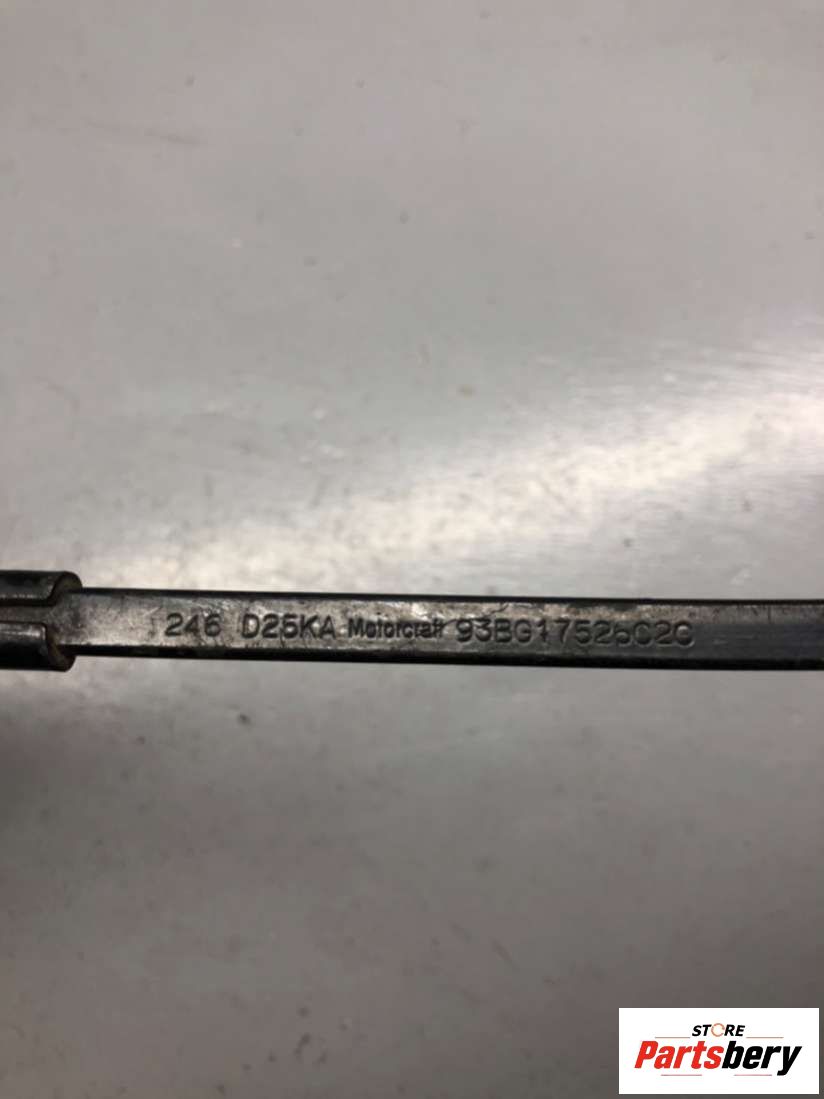 246 D25KA Motorcraft 93BG17526C2C
STORE
Partsbery